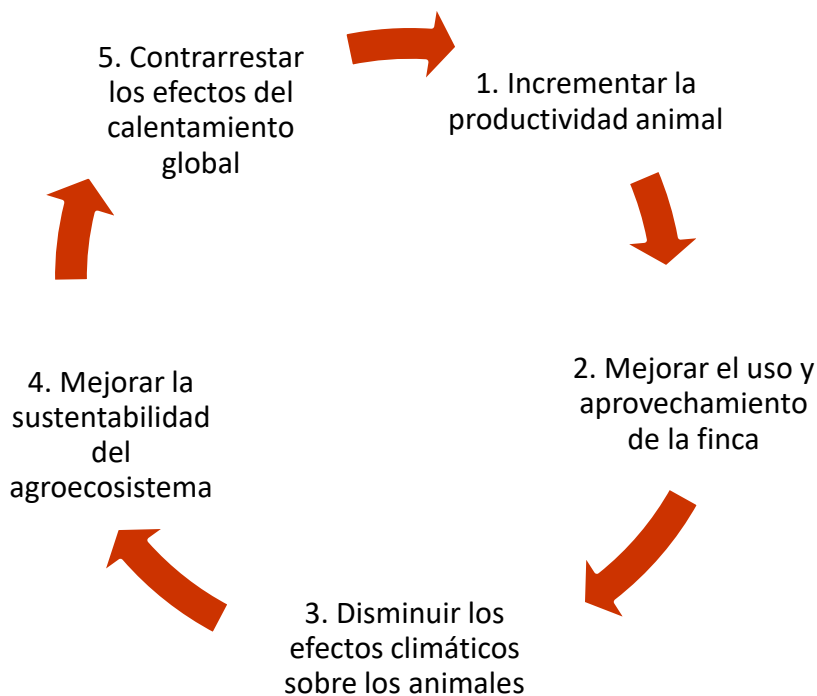 1. Incrementar la
productividad animal
2. Mejorar el uso y
aprovechamiento
de la finca
3. Disminuir los
efectos climáticos
sobre los animales
4. Mejorar la
sustentabilidad
del
agroecosistema
5. Contrarrestar
los efectos del
calentamiento
global